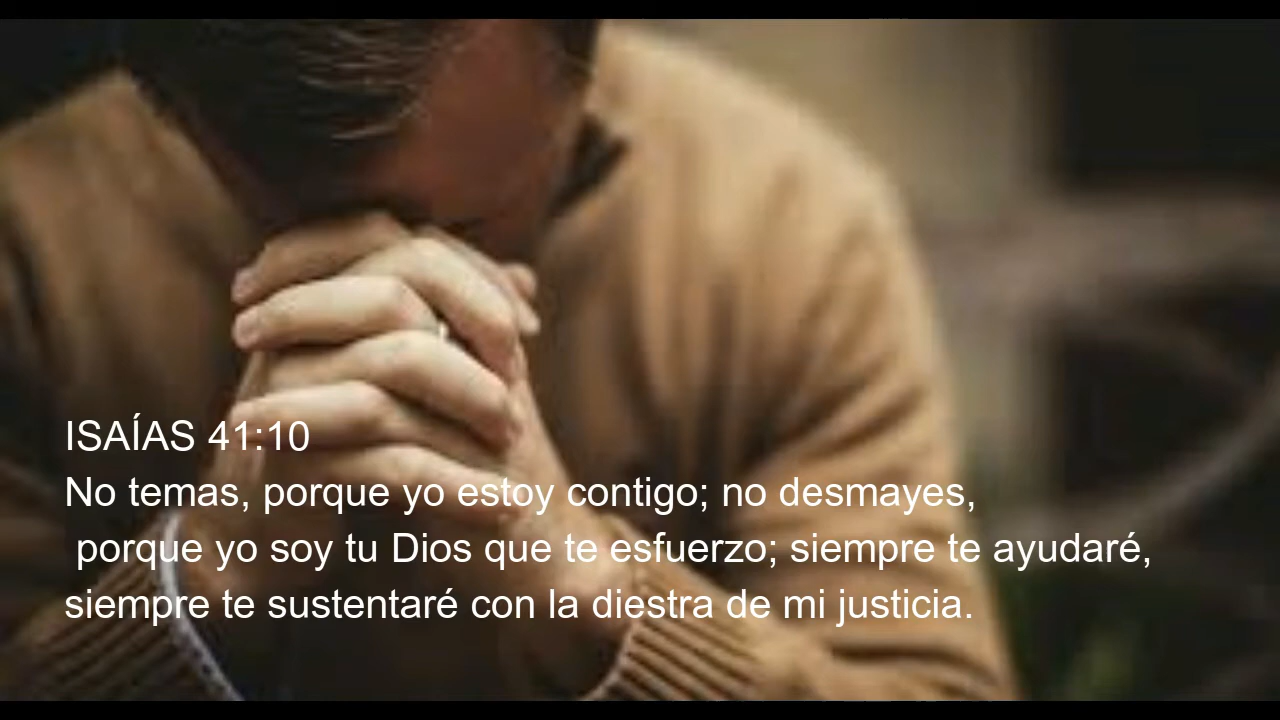 ISAÍAS 41:10
No temas, porque yo estoy contigo; no desmayes,
porque yo soy tu Dios que te esfuerzo; siempre te ayudaré,
siempre te sustentaré con la diestra de mi justicia.